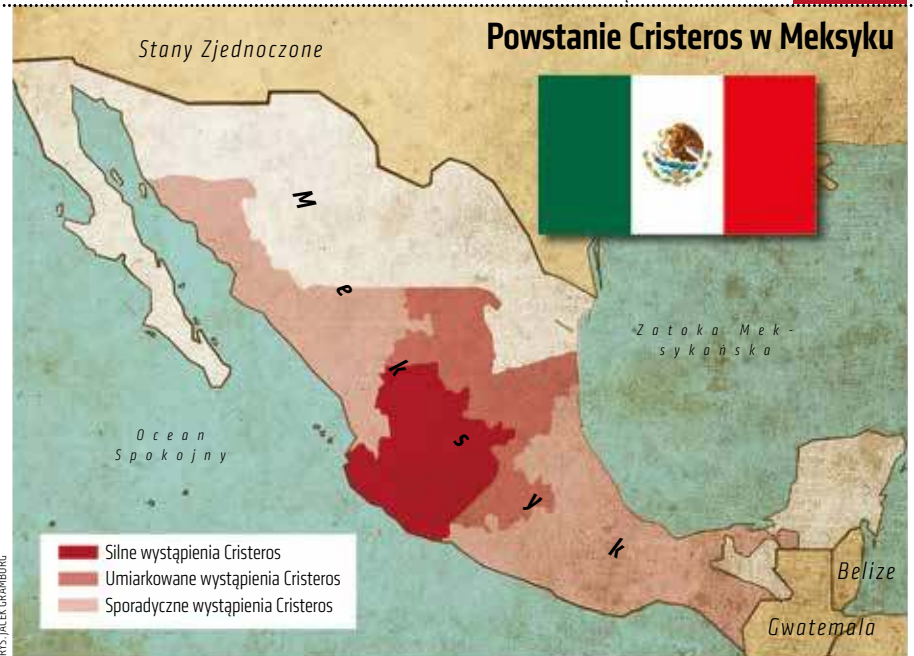 Powstanie Cristeros w Meksyku
Stany Zjednoczone
Meksyk
Zatoka Mek-
sykańska
Ocean
Spokojny
Silne wystąpienia Cristeros
Umiarkowane wystąpienia Cristeros
Sporadyczne wystąpienia Cristeros
Belize
Gwatemala
RYS. JACEK GRAMBURG